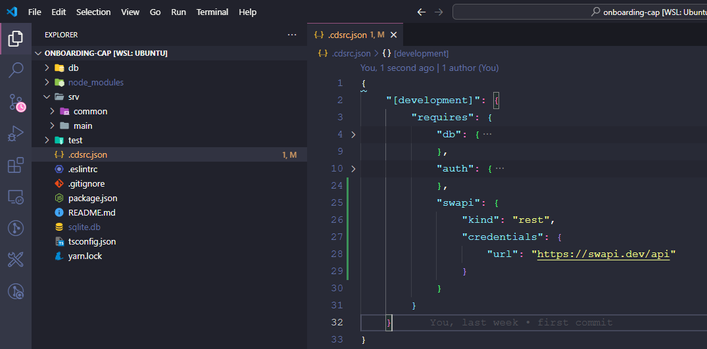 File Edit Selection View Go Run Terminal Help
onboarding-cap [WSL: Ubuntu]
EXPLORER
ONBOARDING-CAP [WSL: UBUNTU]
db
node_modules
srv
common
main
test
.cdsrc.json 1, M
.eslintrc
.gitignore
package.json
README.md
sqlite.db
tsconfig.json
yarn.lock
.cdsrc.json 1, M
.cdsrc.json > {} [development]
You, 1 second ago | 1 author (You)
1 {
2 "[development]": {
3 "requires": {
4 "db": { ...
9 },
10 "auth": { ...
24 },
25 "swapi": {
26 "kind": "rest",
27 "credentials": {
28 "url": "https://swapi.dev/api"
29 }
30 }
31 }
32 } You, last week • first commit
33 }